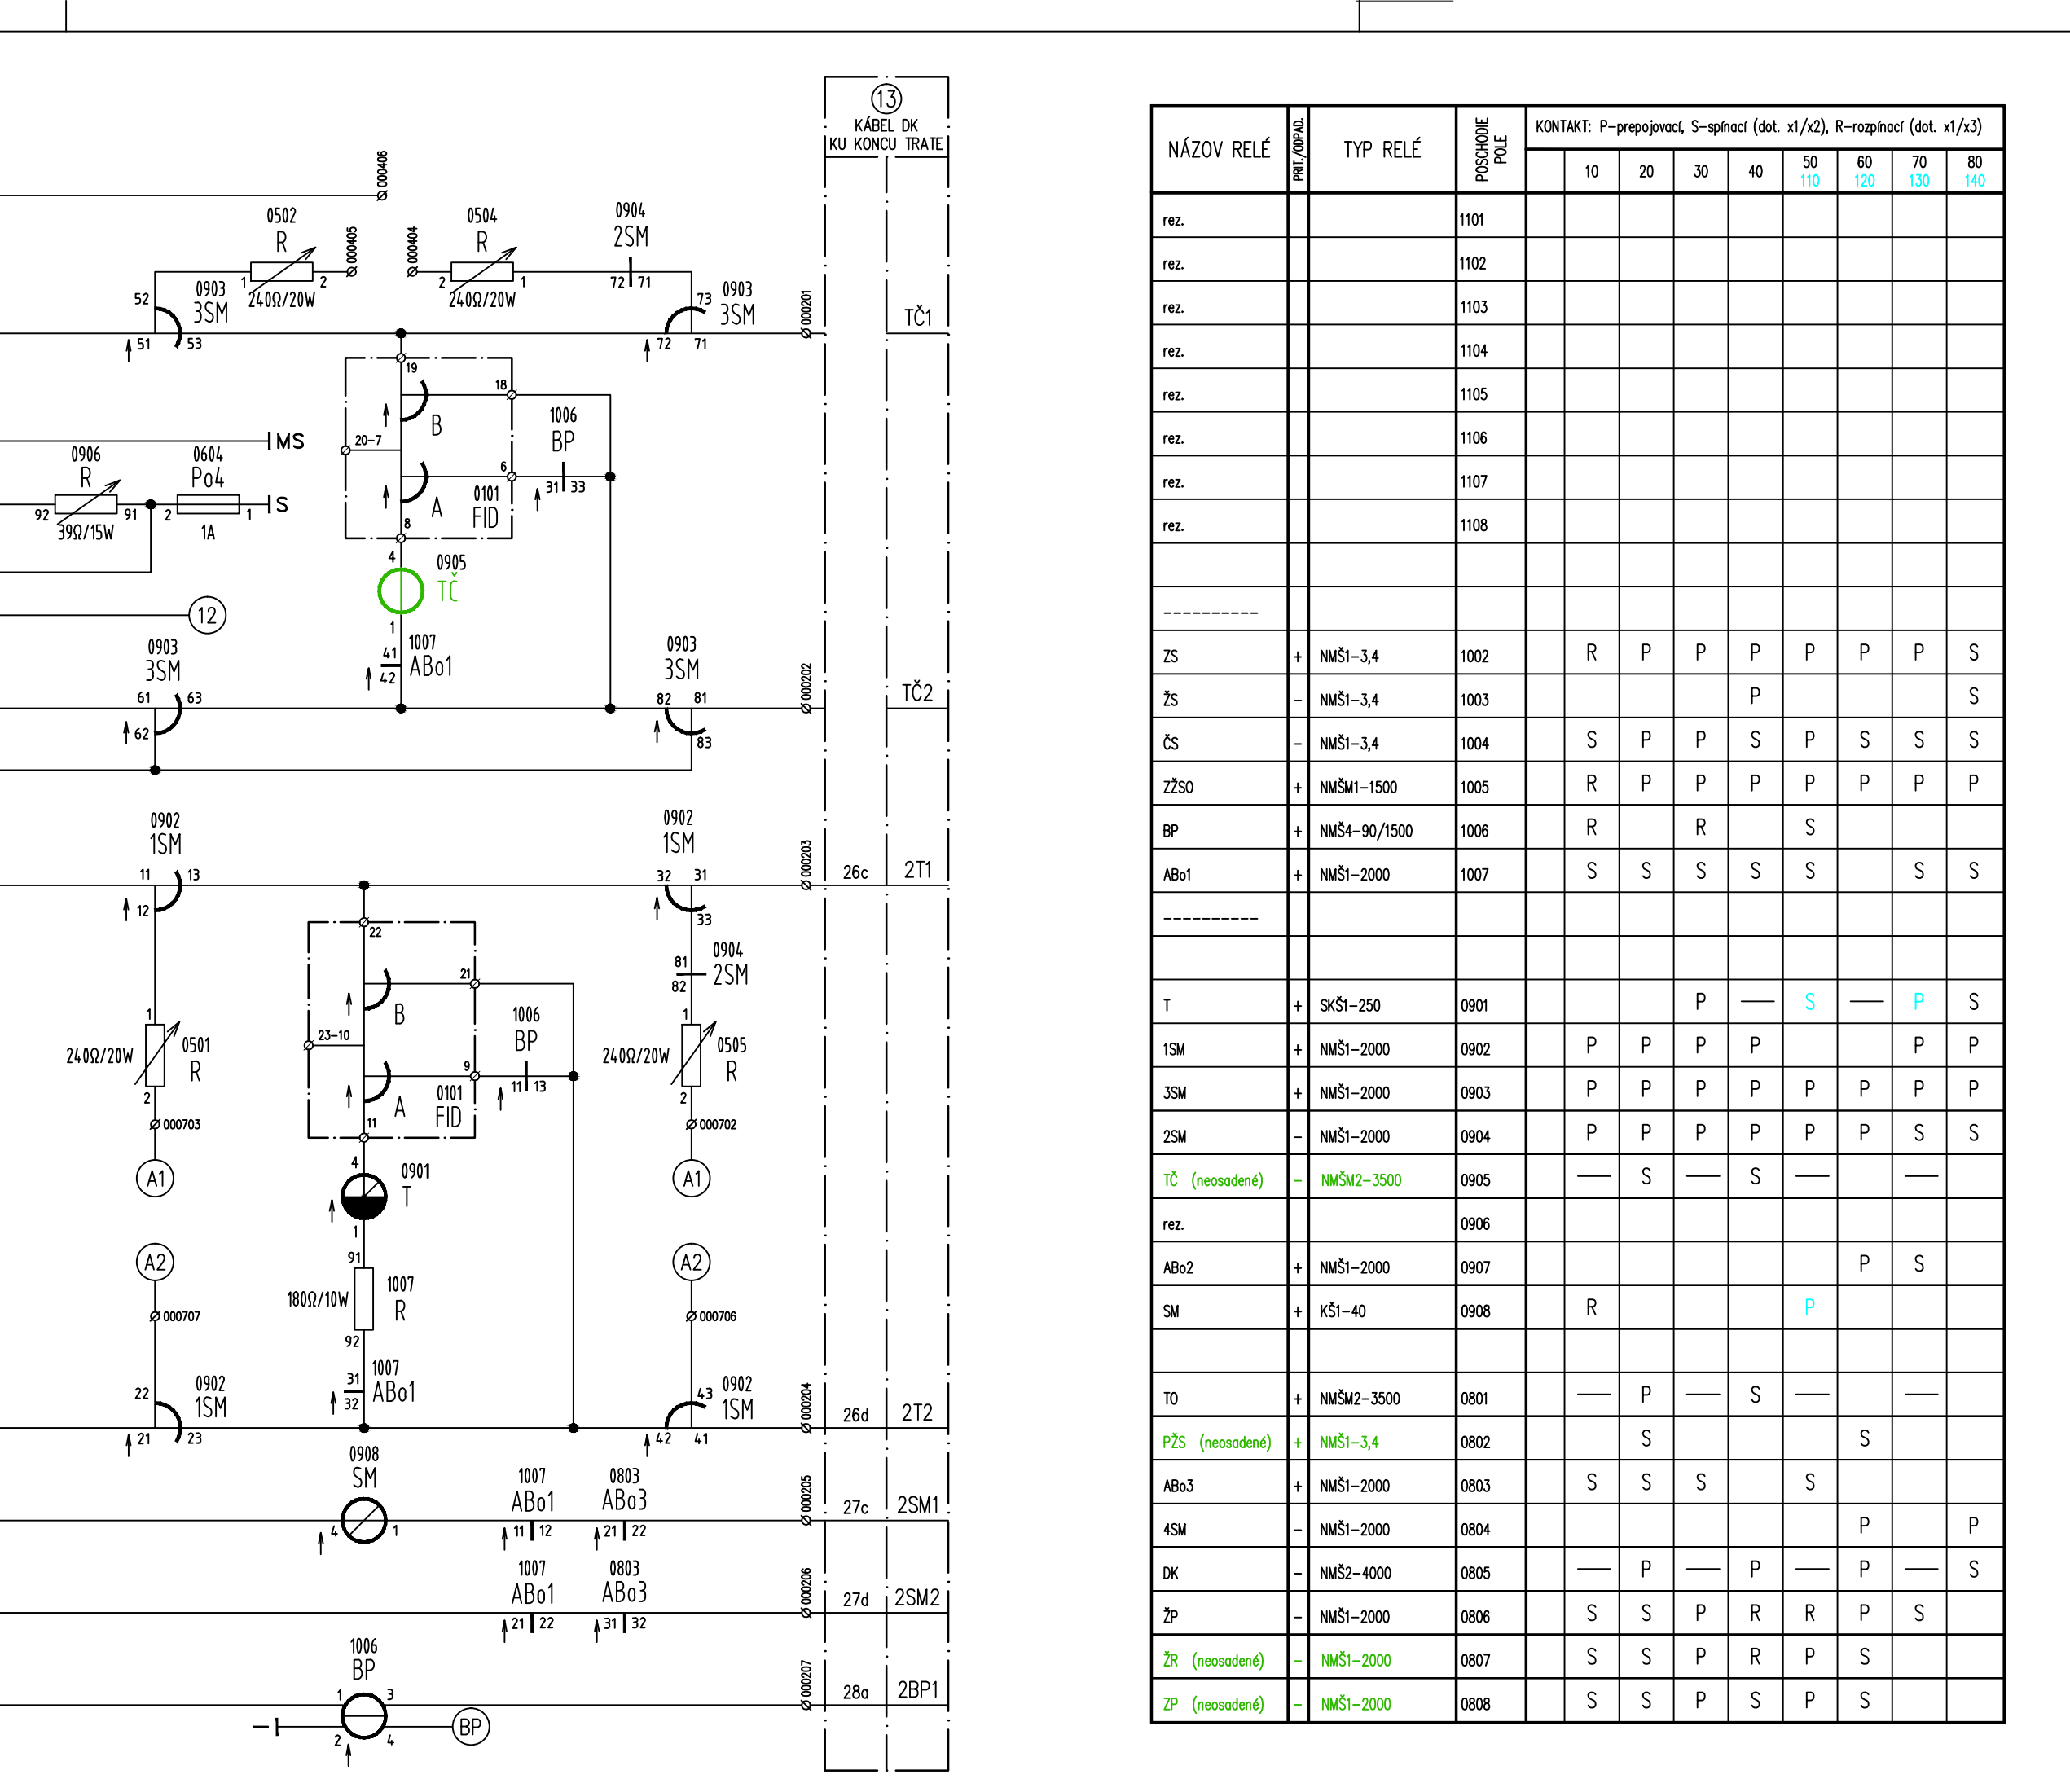 13
KÁBEL DK
KU KONCU TRATE
000406
0502
R
1 2
240Ω/20W
000405
000404
0504
R
2 1
240Ω/20W
0904
2SM
72 71
52
0903
3SM
51 53
73
0903
3SM
72 71
000201
TČ1
19
18
B
20-7
6
A
0101
FID
8
1006
BP
31 33
MS
0906
R
92 91
39Ω/15W
0604
Po4
2 1
1A
S
4
0905
TČ
1
12
1007
41
ABo1
42
0903
3SM
61 63
62
0903
3SM
82 81
83
000202
TČ2
0902
1SM
11 13
12
0902
1SM
32 31
33
000203
26c 2T1
22
21
B
23-10
9
A
0101
FID
11
1006
BP
11 13
81
0904
2SM
82
1
240Ω/20W
0501
R
2
000703
A1
1
240Ω/20W
0505
R
2
000702
A1
4
0901
T
1
91
180Ω/10W
1007
R
92
A2
000707
A2
000706
31
1007
ABo1
32
22
0902
1SM
21 23
43
0902
1SM
42 41
000204
26d 2T2
0908
SM
4 1
1007
ABo1
11 12
0803
ABo3
21 22
000205
27c 2SM1
1007
ABo1
21 22
0803
ABo3
31 32
000206
27d 2SM2
1006
BP
1 3
2 4
BP
000207
28a 2BP1
NÁZOV RELÉ PRIT./ODPAD. TYP RELÉ POSCHODIE POLE KONTAKT: P-prepojovací, S-spínací (dot. x1/x2), R-rozpínací (dot. x1/x3)
10 20 30 40 50 60 70 80
110 120 130 140
rez. 1101
rez. 1102
rez. 1103
rez. 1104
rez. 1105
rez. 1106
rez. 1107
rez. 1108
----------
ZS + NMŠ1-3,4 1002 R P P P P P P S
ŽS - NMŠ1-3,4 1003 P S
ČS - NMŠ1-3,4 1004 S P P S P S S S
ZŽSO + NMŠM1-1500 1005 R P P P P P P P
BP + NMŠ4-90/1500 1006 R R S
ABo1 + NMŠ1-2000 1007 S S S S S S S
----------
T + SKŠ1-250 0901 P — S — P S
1SM + NMŠ1-2000 0902 P P P P P P
3SM + NMŠ1-2000 0903 P P P P P P P P
2SM - NMŠ1-2000 0904 P P P P P P S S
TČ (neosadené) - NMŠM2-3500 0905 — S — S — —
rez. 0906
ABo2 + NMŠ1-2000 0907 P S
SM + KŠ1-40 0908 R P
TO + NMŠM2-3500 0801 — P — S — —
PŽS (neosadené) + NMŠ1-3,4 0802 S S
ABo3 + NMŠ1-2000 0803 S S S S
4SM - NMŠ1-2000 0804 P P
DK - NMŠ2-4000 0805 — P — P — P — S
ŽP - NMŠ1-2000 0806 S S P R R P S
ŽR (neosadené) - NMŠ1-2000 0807 S S P R P S
ZP (neosadené) - NMŠ1-2000 0808 S S P S P S